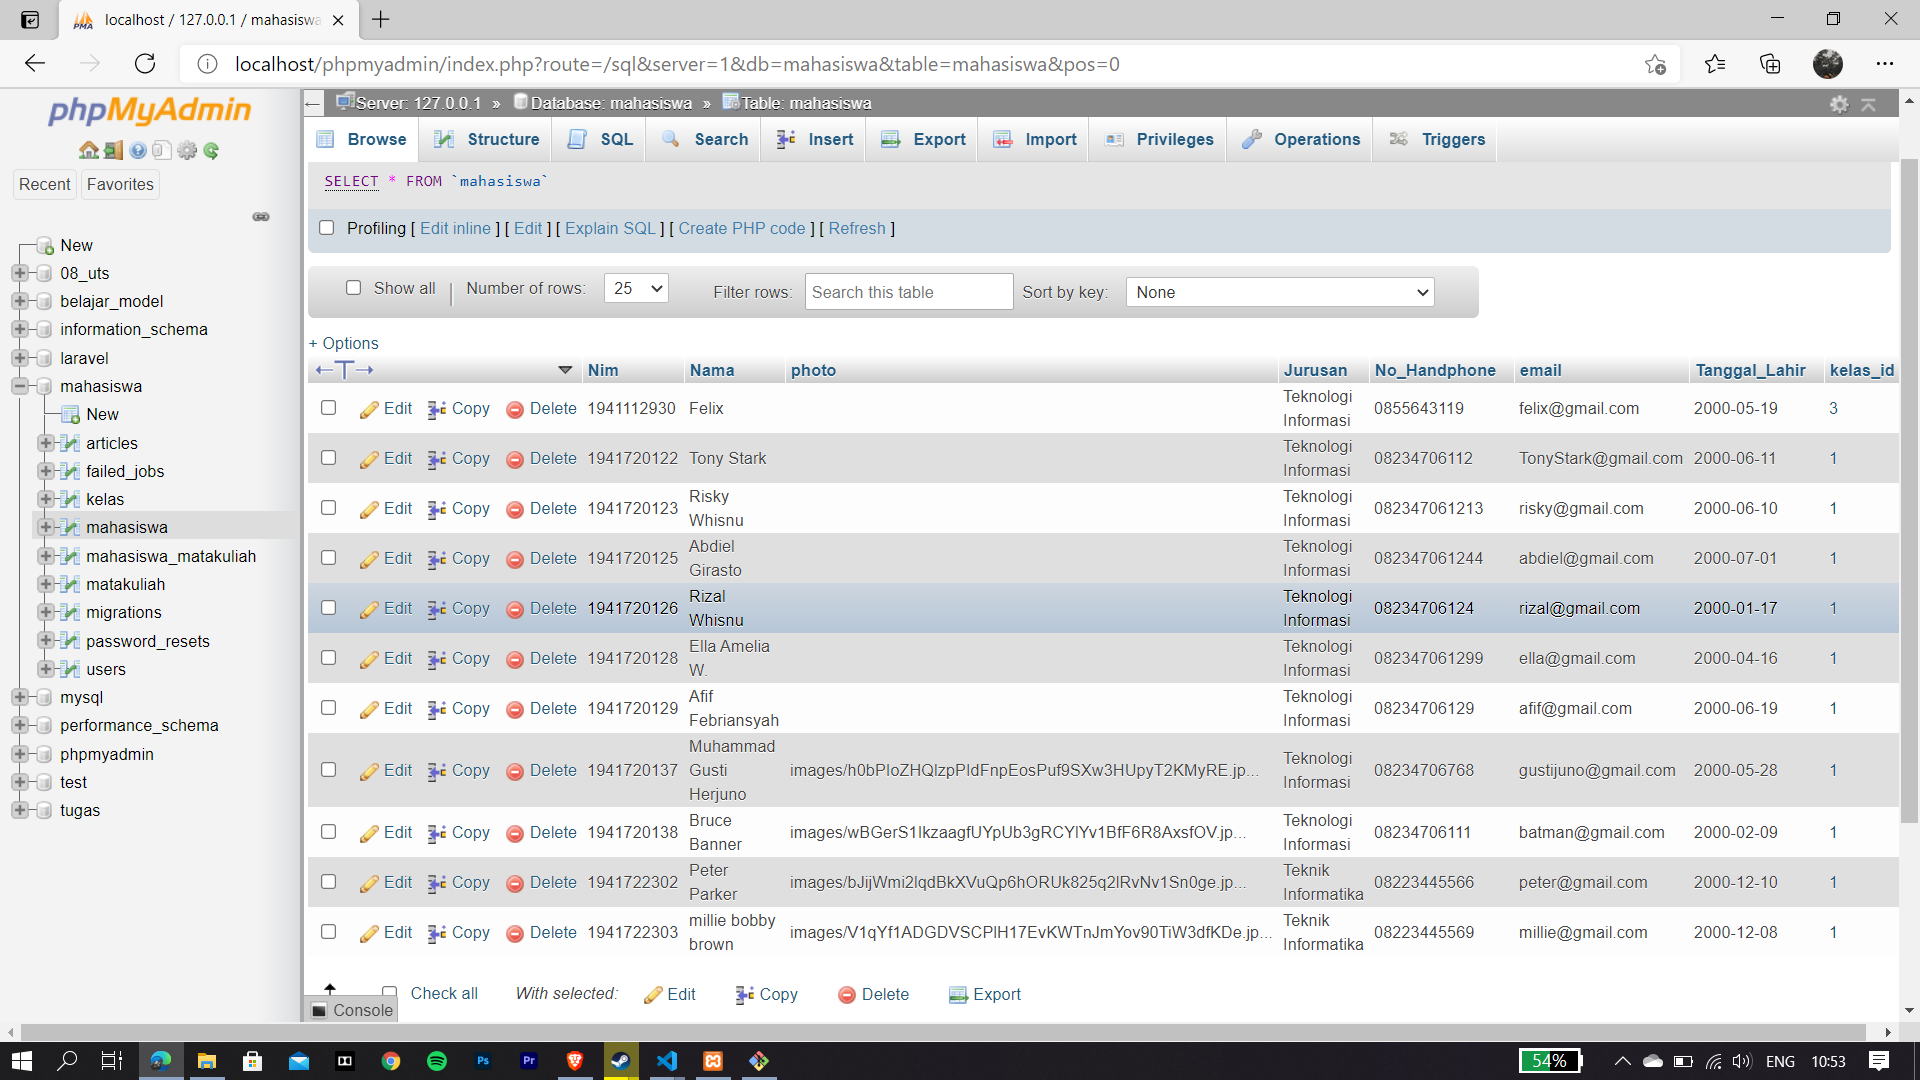 localhost / 127.0.0.1 / mahasiswa
localhost/phpmyadmin/index.php?route=/sql&server=1&db=mahasiswa&table=mahasiswa&pos=0
phpMyAdmin
Recent Favorites
New
08_uts
belajar_model
information_schema
laravel
mahasiswa
New
articles
failed_jobs
kelas
mahasiswa
mahasiswa_matakuliah
matakuliah
migrations
password_resets
users
mysql
performance_schema
phpmyadmin
test
tugas
Server: 127.0.0.1 » Database: mahasiswa » Table: mahasiswa
Browse Structure SQL Search Insert Export Import Privileges Operations Triggers
SELECT * FROM `mahasiswa`
Profiling [ Edit inline ] [ Edit ] [ Explain SQL ] [ Create PHP code ] [ Refresh ]
Show all | Number of rows: 25 Filter rows: Search this table Sort by key: None
+ Options
←T→ Nim Nama photo Jurusan No_Handphone email Tanggal_Lahir kelas_id
Edit Copy Delete 1941112930 Felix Teknologi Informasi 0855643119 felix@gmail.com 2000-05-19 3
Edit Copy Delete 1941720122 Tony Stark Teknologi Informasi 08234706112 TonyStark@gmail.com 2000-06-11 1
Edit Copy Delete 1941720123 Risky Whisnu Teknologi Informasi 082347061213 risky@gmail.com 2000-06-10 1
Edit Copy Delete 1941720125 Abdiel Girasto Teknologi Informasi 082347061244 abdiel@gmail.com 2000-07-01 1
Edit Copy Delete 1941720126 Rizal Whisnu Teknologi Informasi 08234706124 rizal@gmail.com 2000-01-17 1
Edit Copy Delete 1941720128 Ella Amelia W. Teknologi Informasi 082347061299 ella@gmail.com 2000-04-16 1
Edit Copy Delete 1941720129 Afif Febriansyah Teknologi Informasi 08234706129 afif@gmail.com 2000-06-19 1
Edit Copy Delete 1941720137 Muhammad Gusti Herjuno images/h0bPIoZHQIzpPIdFnpEosPuf9SXw3HUpyT2KMyRE.jp... Teknologi Informasi 08234706768 gustijuno@gmail.com 2000-05-28 1
Edit Copy Delete 1941720138 Bruce Banner images/wBGerS1IkzaagfUYpUb3gRCYlYv1BfF6R8AxsfOV.jp... Teknologi Informasi 08234706111 batman@gmail.com 2000-02-09 1
Edit Copy Delete 1941722302 Peter Parker images/bJijWmi2lqdBkXVuQp6hORUk825q2lRvNv1Sn0ge.jp... Teknik Informatika 08223445566 peter@gmail.com 2000-12-10 1
Edit Copy Delete 1941722303 millie bobby brown images/V1qYf1ADGDVSCPlH17EvKWTnJmYov90TiW3dfKDe.jp... Teknik Informatika 08223445569 millie@gmail.com 2000-12-08 1
Check all With selected: Edit Copy Delete Export
Console
54% ENG 10:53